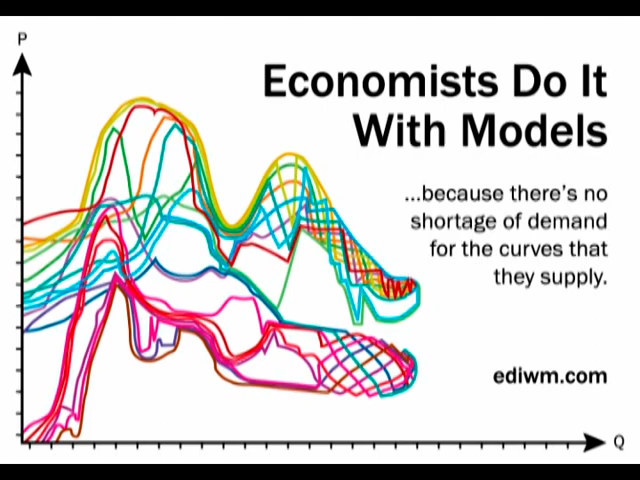 P
Economists Do It
With Models
...because there's no
shortage of demand
for the curves that
they supply.
ediwm.com
Q